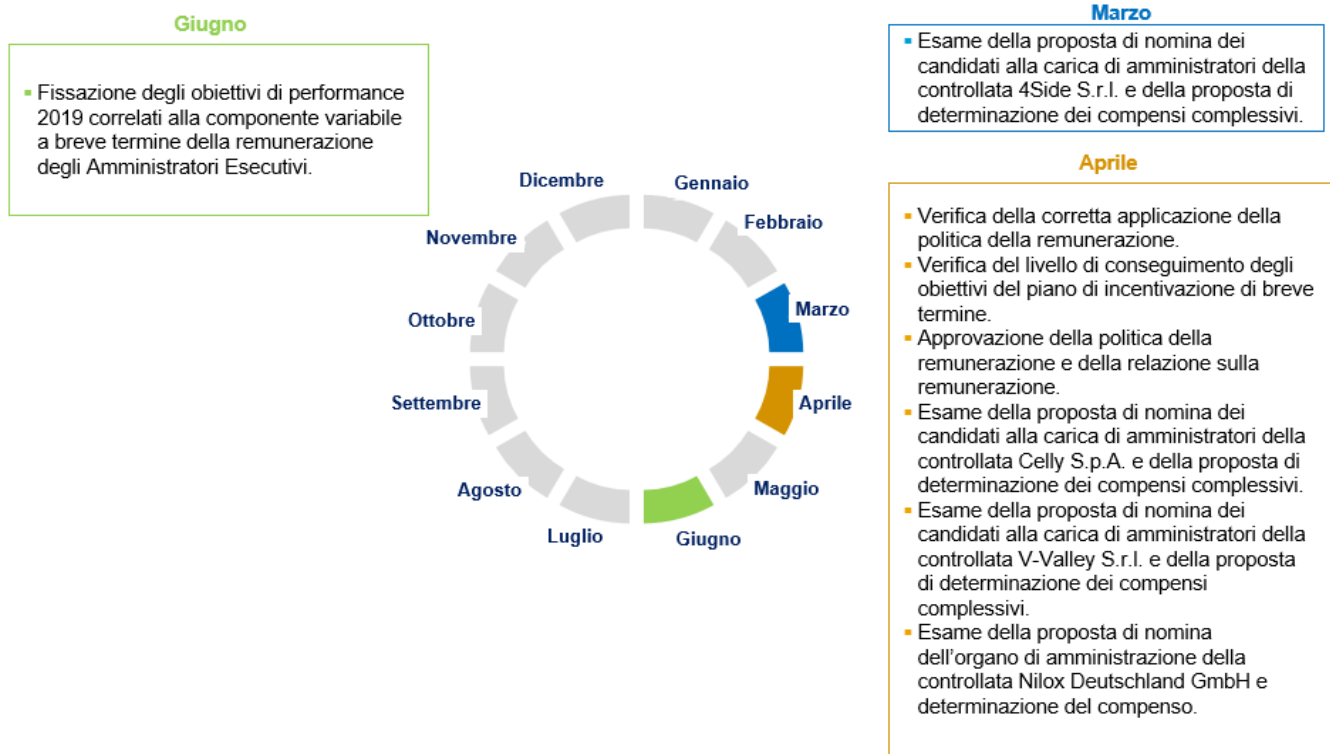 Giugno
▪ Fissazione degli obiettivi di performance
2019 correlati alla componente variabile
a breve termine della remunerazione
degli Amministratori Esecutivi.
Marzo
▪ Esame della proposta di nomina dei
candidati alla carica di amministratori della
controllata 4Side S.r.l. e della proposta di
determinazione dei compensi complessivi.
Aprile
▪ Verifica della corretta applicazione della
politica della remunerazione.
▪ Verifica del livello di conseguimento degli
obiettivi del piano di incentivazione di breve
termine.
▪ Approvazione della politica della
remunerazione e della relazione sulla
remunerazione.
▪ Esame della proposta di nomina dei
candidati alla carica di amministratori della
controllata Celly S.p.A. e della proposta di
determinazione dei compensi complessivi.
▪ Esame della proposta di nomina dei
candidati alla carica di amministratori della
controllata V-Valley S.r.l. e della proposta
di determinazione dei compensi
complessivi.
▪ Esame della proposta di nomina
dell’organo di amministrazione della
controllata Nilox Deutschland GmbH e
determinazione del compenso.
Gennaio
Febbraio
Marzo
Aprile
Maggio
Giugno
Luglio
Agosto
Settembre
Ottobre
Novembre
Dicembre